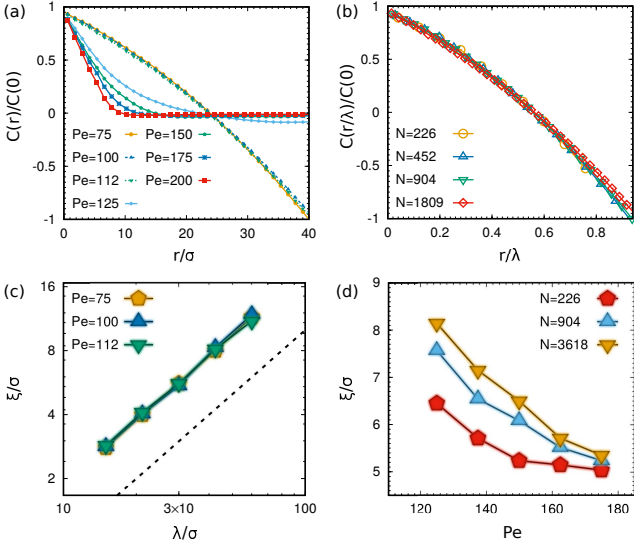 (a)
C(r)/C(0)
1
0.5
0
0.5
-1
Pe=75
Pe=150
Pe=100
Pe=175
Pe=112
Pe=200
Pe=125
0
10
20
30
40
r/σ
(b)
C(r/λ)/C(0)
1
0.5
0
-0.5
-1
N=226
N=452
N=904
N=1809
0
0.2
0.4
0.6
0.8
r/λ
(c)
ξ/σ
16
8
4
2
Pe=75
Pe=100
Pe=112
10
3×10
100
λ/σ
(d)
ξ/σ
9
8
7
6
5
N=226
N=904
N=3618
120
140
160
180
Pe